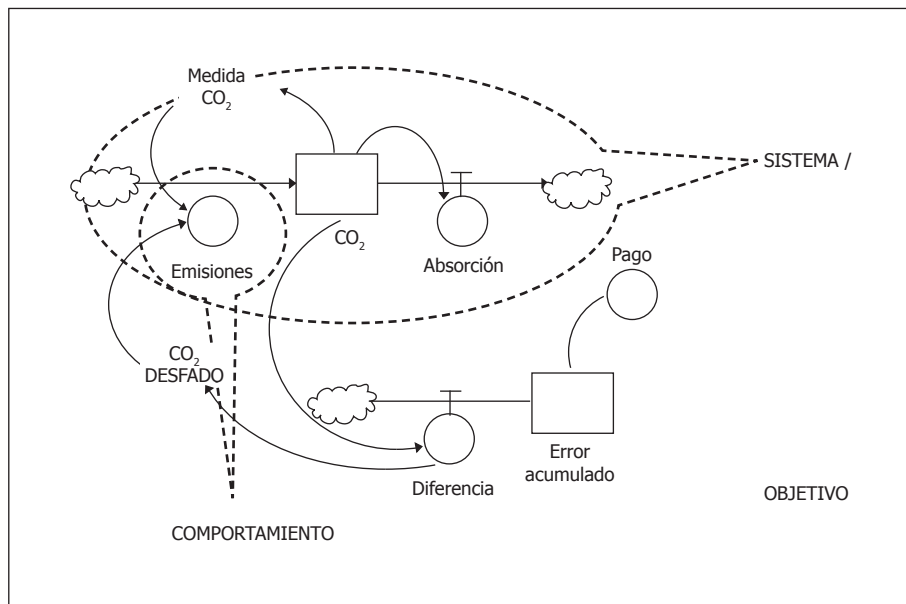 Medida
CO₂
SISTEMA /
CO₂
Absorción
Emisiones
Pago
CO₂
DESFADO
Error
acumulado
Diferencia
OBJETIVO
COMPORTAMIENTO